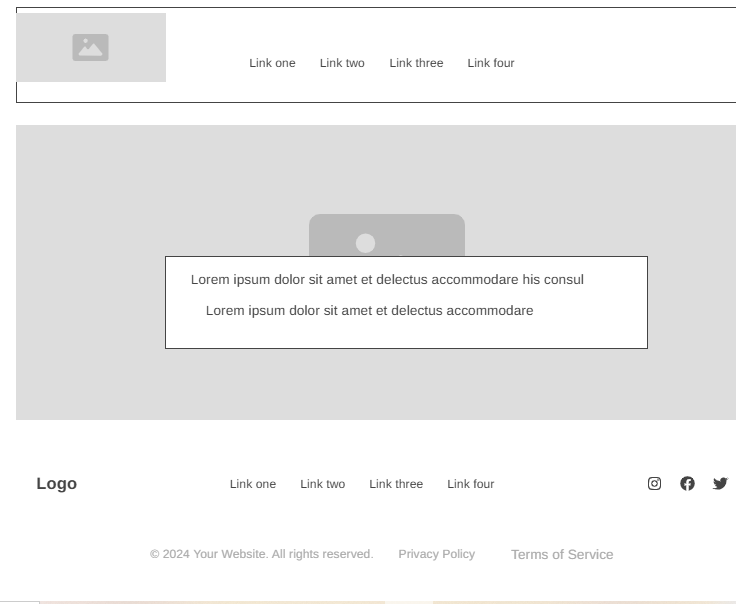 Link one Link two Link three Link four
Lorem ipsum dolor sit amet et delectus accommodare his consul
Lorem ipsum dolor sit amet et delectus accommodare
Logo Link one Link two Link three Link four
© 2024 Your Website. All rights reserved. Privacy Policy Terms of Service